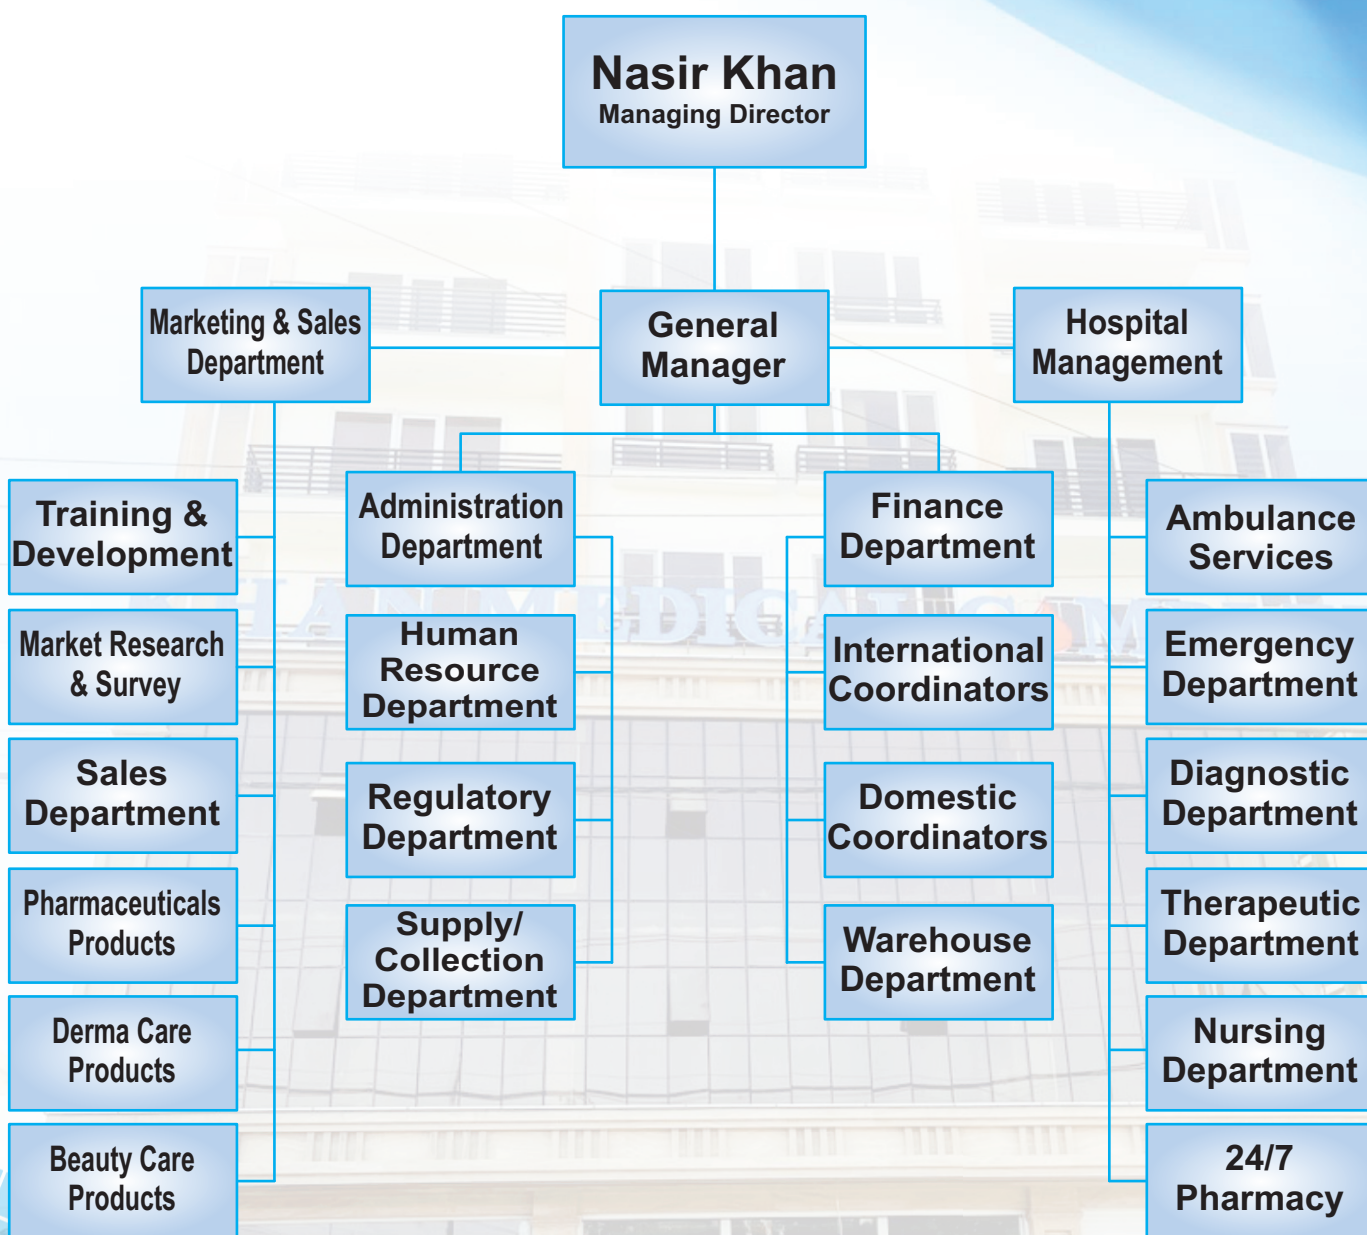 Nasir Khan
Managing Director
Marketing & Sales
Department
General
Manager
Hospital
Management
Training &
Development
Market Research
& Survey
Sales
Department
Pharmaceuticals
Products
Derma Care
Products
Beauty Care
Products
Administration
Department
Human
Resource
Department
Regulatory
Department
Supply/
Collection
Department
Finance
Department
International
Coordinators
Domestic
Coordinators
Warehouse
Department
Ambulance
Services
Emergency
Department
Diagnostic
Department
Therapeutic
Department
Nursing
Department
24/7
Pharmacy
KHAN MEDICAL